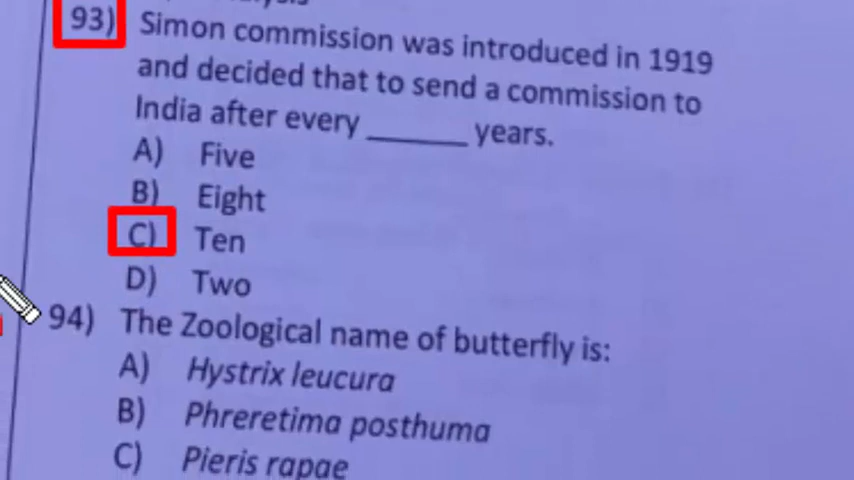 93) Simon commission was introduced in 1919
and decided that to send a commission to
India after every ______ years.
A) Five
B) Eight
C) Ten
D) Two
94) The Zoological name of butterfly is:
A) Hystrix leucura
B) Phreretima posthuma
C) Pieris rapae